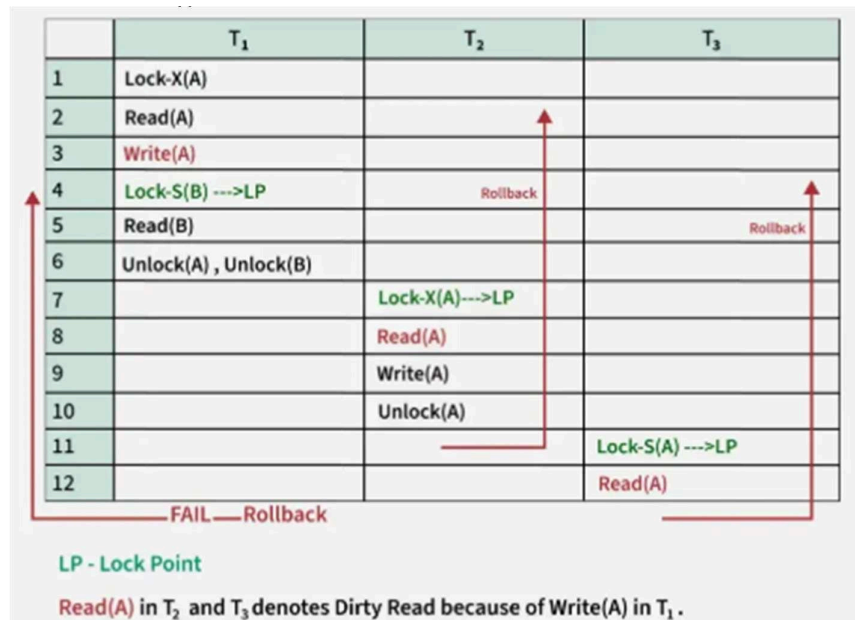 T₁ T₂ T₃
1 Lock-X(A)
2 Read(A)
3 Write(A)
4 Lock-S(B) --->LP Rollback
5 Read(B) Rollback
6 Unlock(A) , Unlock(B)
7 Lock-X(A)--->LP
8 Read(A)
9 Write(A)
10 Unlock(A)
11 Lock-S(A) --->LP
12 Read(A)
FAIL Rollback
LP - Lock Point
Read(A) in T₂ and T₃ denotes Dirty Read because of Write(A) in T₁ .